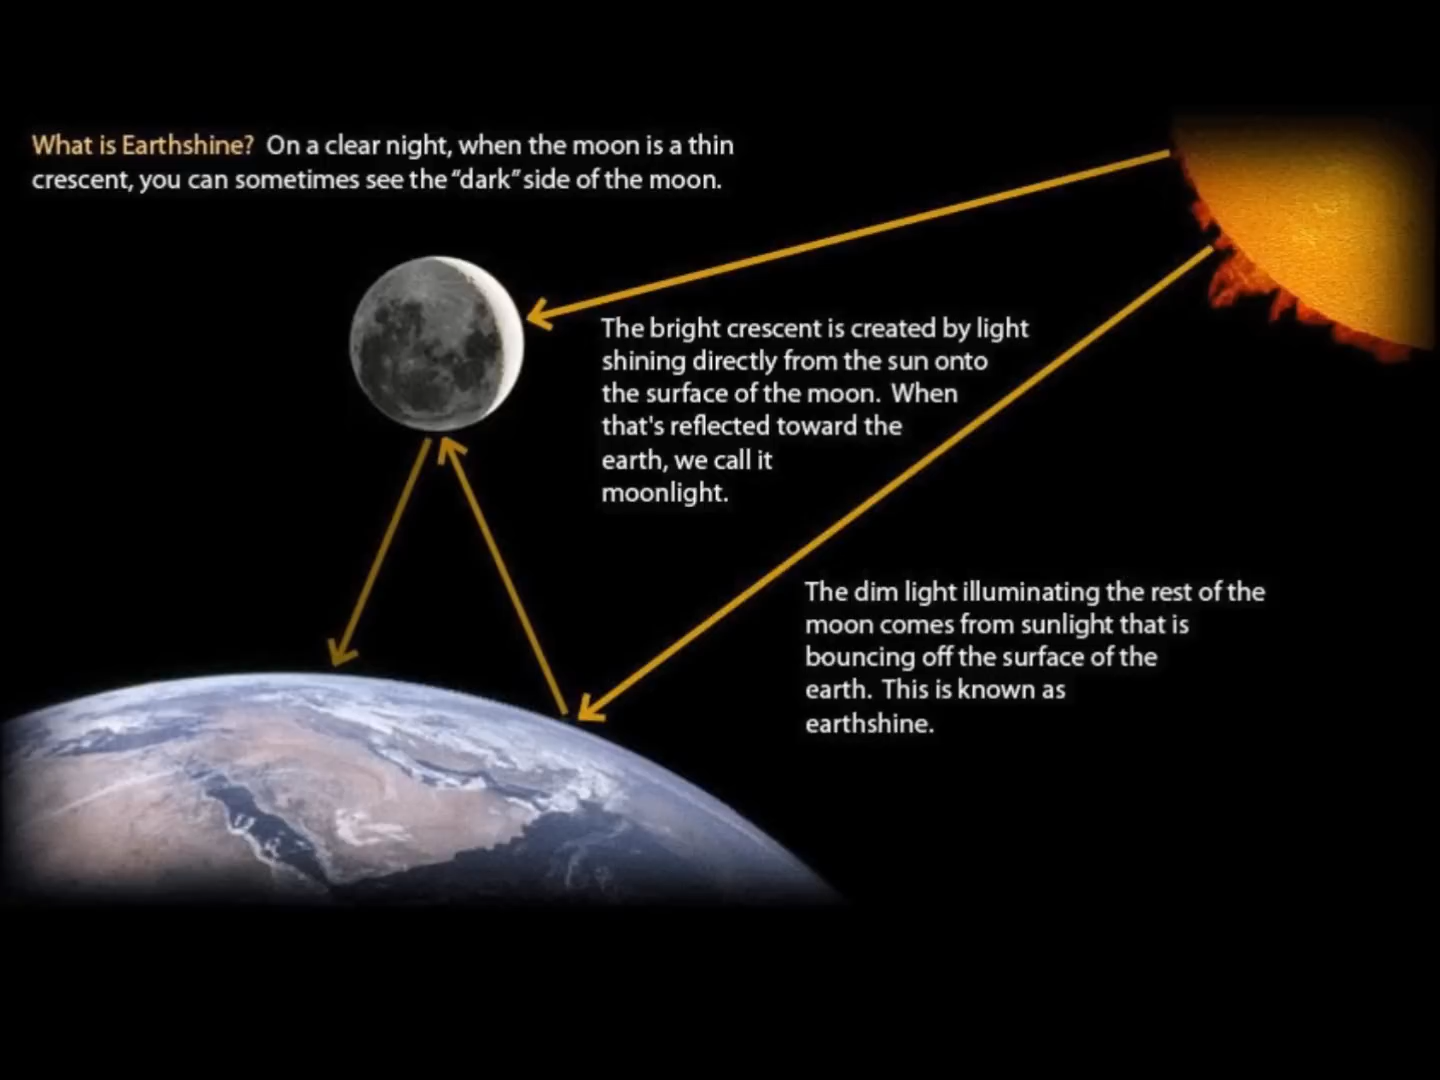 What is Earthshine? On a clear night, when the moon is a thin
crescent, you can sometimes see the “dark” side of the moon.
The bright crescent is created by light
shining directly from the sun onto
the surface of the moon. When
that's reflected toward the
earth, we call it
moonlight.
The dim light illuminating the rest of the
moon comes from sunlight that is
bouncing off the surface of the
earth. This is known as
earthshine.